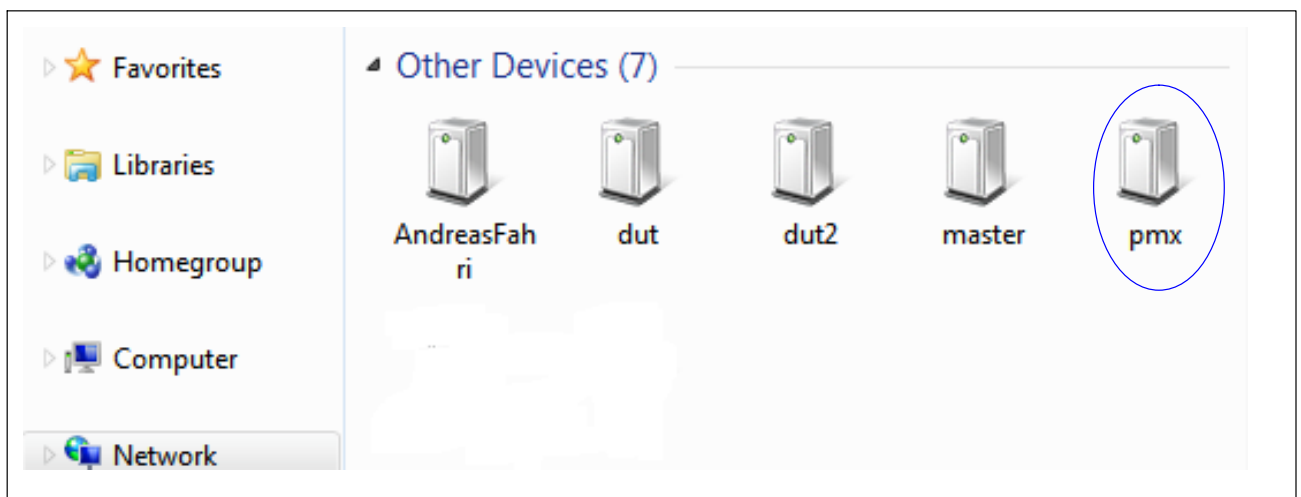 Favorites
Libraries
Homegroup
Computer
Network
Other Devices (7)
AndreasFah
ri
dut
dut2
master
pmx